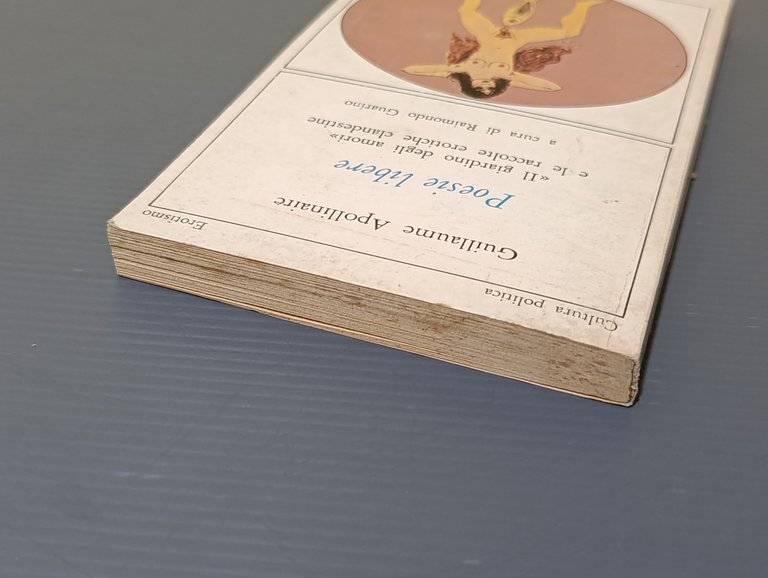 Cultura politica
Erotismo
Guillaume Apollinaire
Poesie libere
«Il giardino degli amori»
e le raccolte erotiche clandestine
a cura di Raimondo Guarino